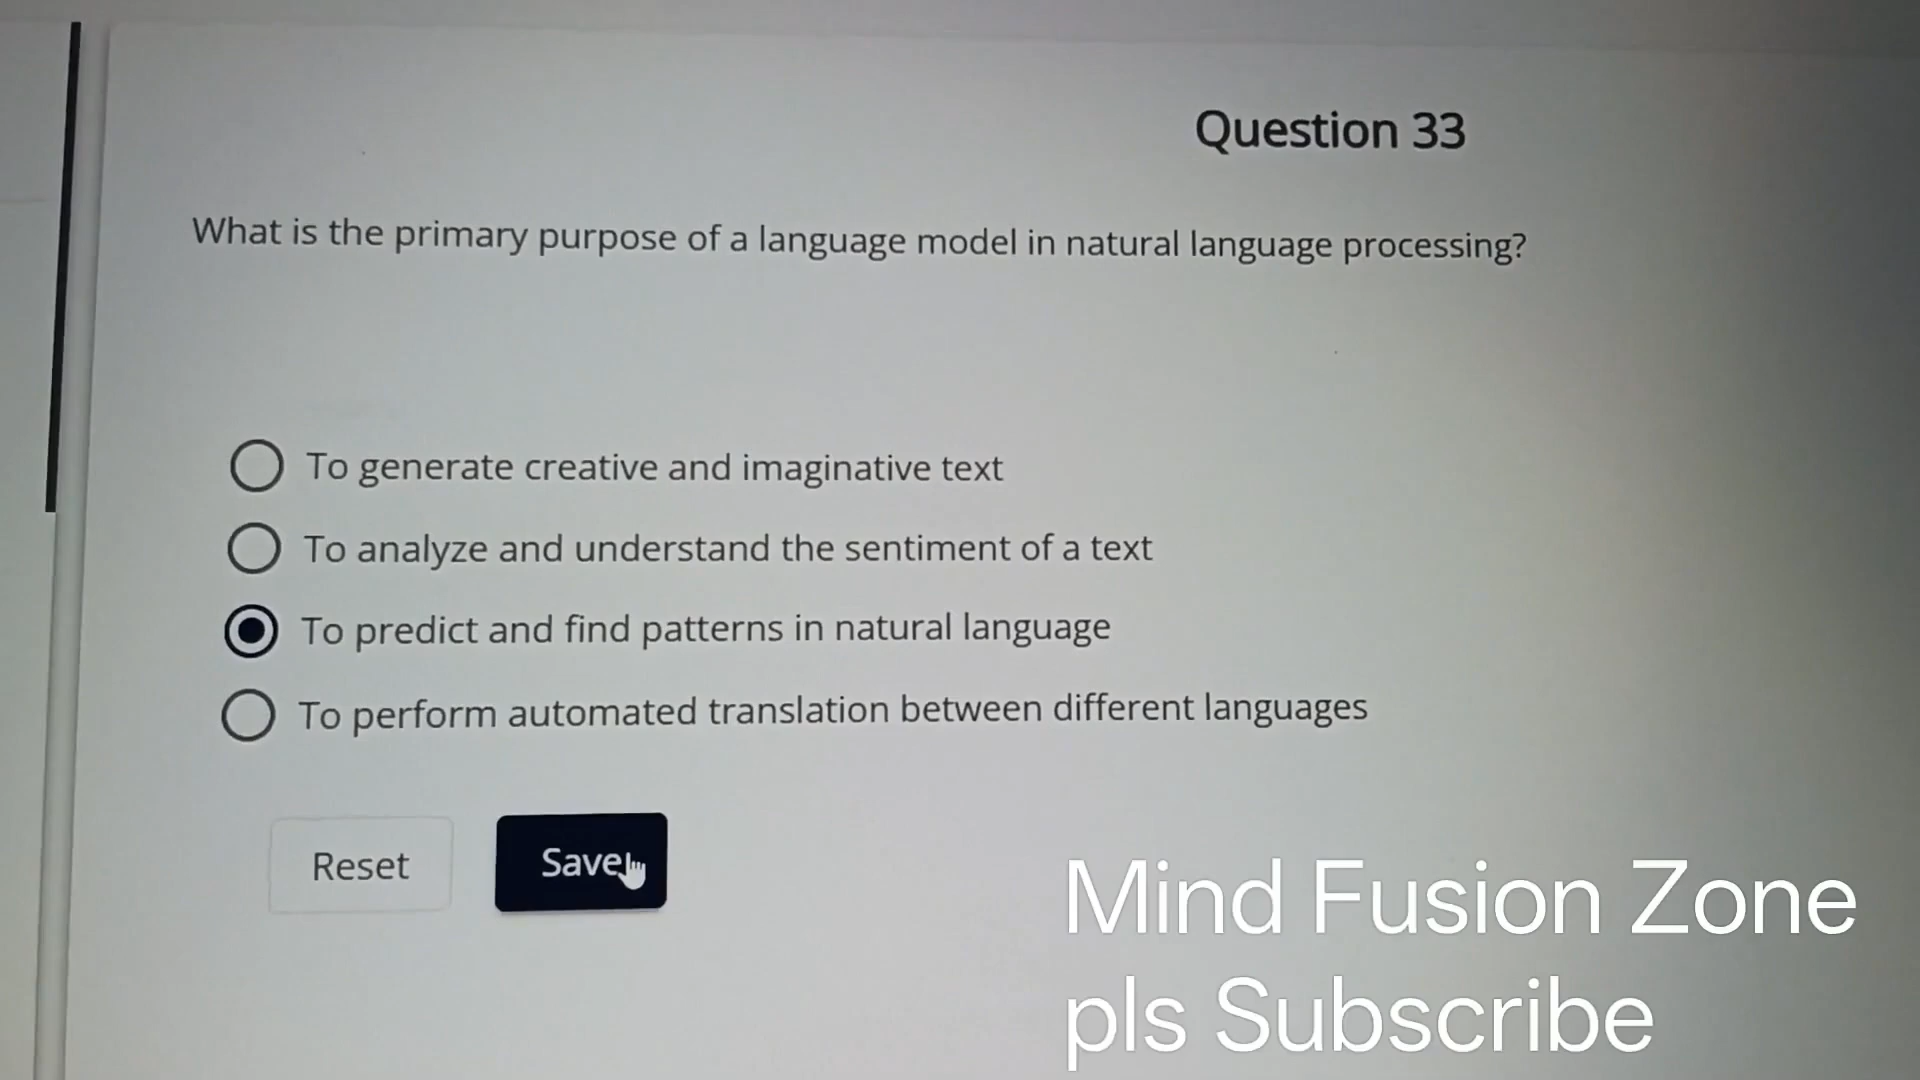 Question 33
What is the primary purpose of a language model in natural language processing?
To generate creative and imaginative text
To analyze and understand the sentiment of a text
To predict and find patterns in natural language
To perform automated translation between different languages
Reset
Save
Mind Fusion Zone
pls Subscribe